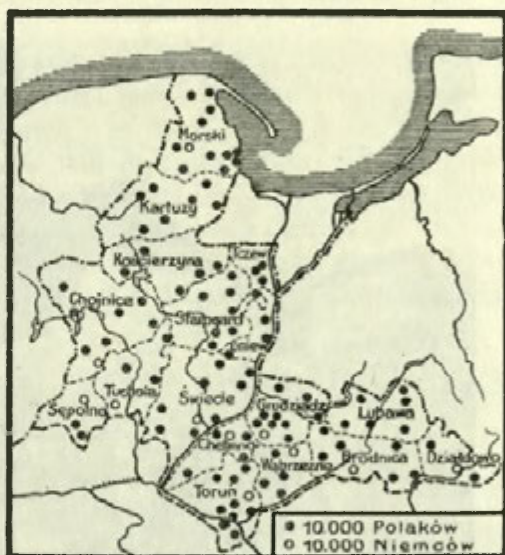 Morski
Kartuzy
Kościerzyna
Tczew
Chojnice
Starogard
Gniew
Tuchola
Sępolno
Świecie
Grudziądz
Lubawa
Chełmno
Wąbrzeźno
Brodnica
Działdowo
Toruń
10.000 Polaków
10.000 Niemców